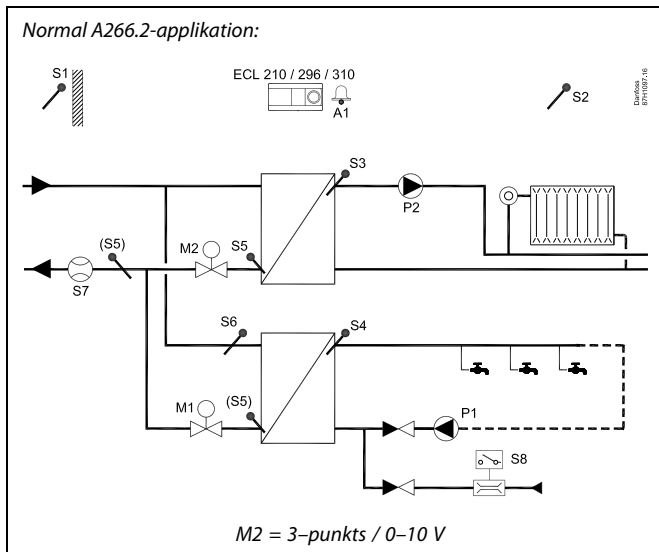 Normal A266.2-applikation:
S1
ECL 210 / 296 / 310
A1
S2
Danfoss
87H1097.16
S3
P2
(S5)
M2
S5
S7
S6
S4
M1
(S5)
P1
S8
M2 = 3–punkts / 0–10 V